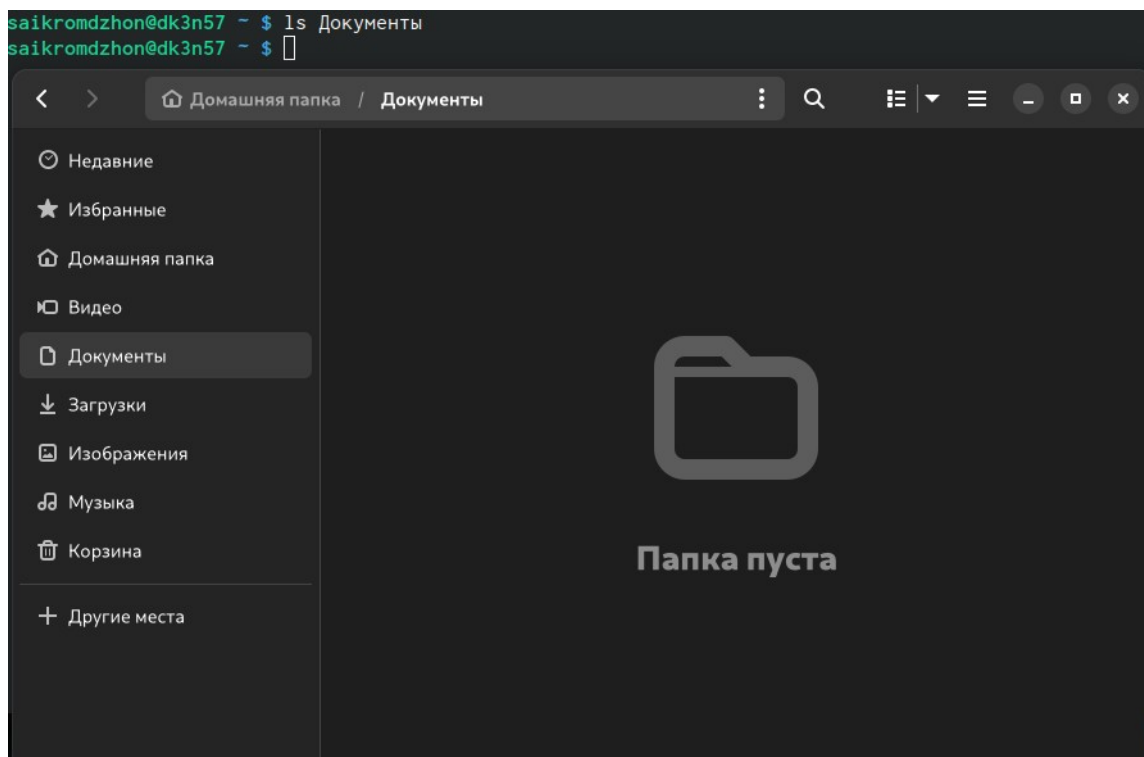 saikromdzhon@dk3n57 ~ $ ls Документы
saikromdzhon@dk3n57 ~ $
Домашняя папка / Документы
Недавние
Избранные
Домашняя папка
Видео
Документы
Загрузки
Изображения
Музыка
Корзина
Другие места
Папка пуста